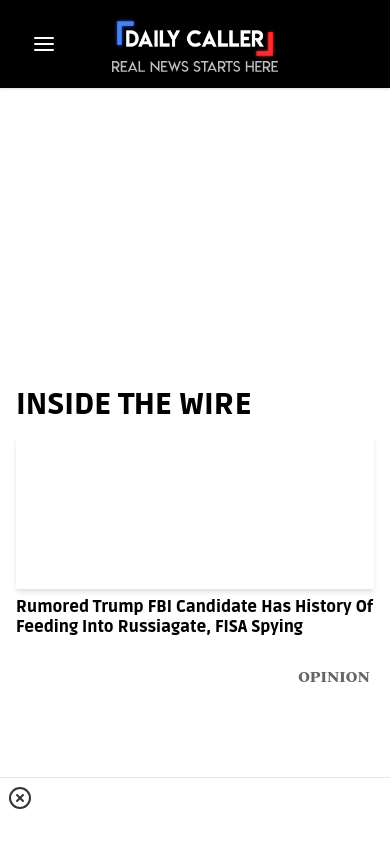 DAILY CALLER
REAL NEWS STARTS HERE
INSIDE THE WIRE
Rumored Trump FBI Candidate Has History Of
Feeding Into Russiagate, FISA Spying
OPINION